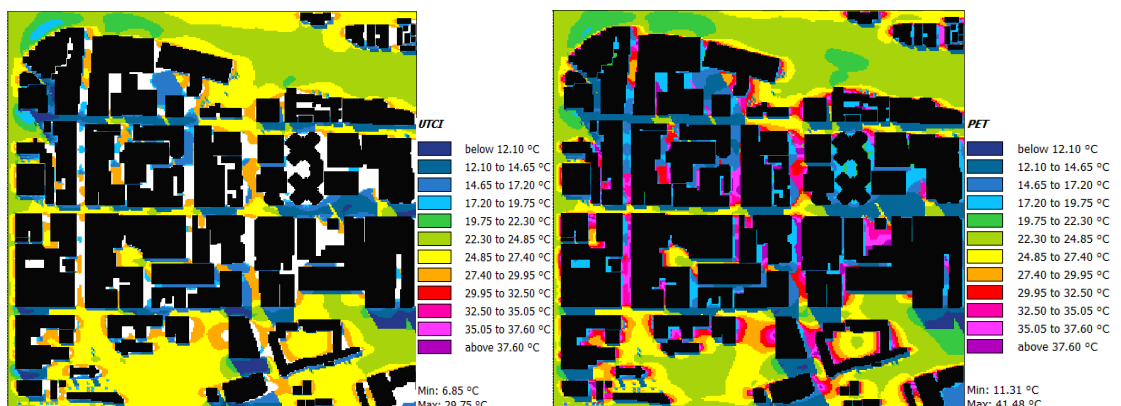 UTCI
below 12.10 °C
12.10 to 14.65 °C
14.65 to 17.20 °C
17.20 to 19.75 °C
19.75 to 22.30 °C
22.30 to 24.85 °C
24.85 to 27.40 °C
27.40 to 29.95 °C
29.95 to 32.50 °C
32.50 to 35.05 °C
35.05 to 37.60 °C
above 37.60 °C
Min: 6.85 °C
Max: 29.75 °C
PET
below 12.10 °C
12.10 to 14.65 °C
14.65 to 17.20 °C
17.20 to 19.75 °C
19.75 to 22.30 °C
22.30 to 24.85 °C
24.85 to 27.40 °C
27.40 to 29.95 °C
29.95 to 32.50 °C
32.50 to 35.05 °C
35.05 to 37.60 °C
above 37.60 °C
Min: 11.31 °C
Max: 41.48 °C